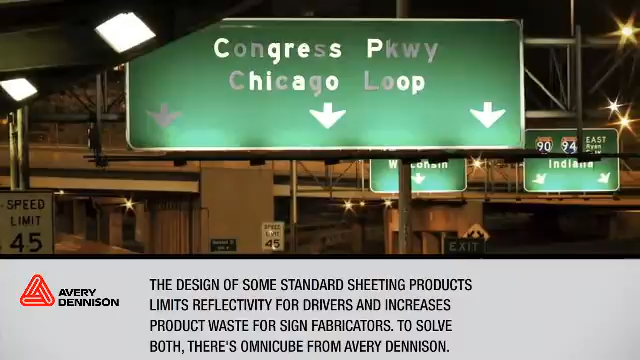 Congress Pkwy
Chicago Loop
90 94 EAST
Ryan
Wisconsin
Indiana
SPEED
LIMIT
45
SPEED
LIMIT
45
EXIT
AVERY
DENNISON
THE DESIGN OF SOME STANDARD SHEETING PRODUCTS
LIMITS REFLECTIVITY FOR DRIVERS AND INCREASES
PRODUCT WASTE FOR SIGN FABRICATORS. TO SOLVE
BOTH, THERE'S OMNICUBE FROM AVERY DENNISON.